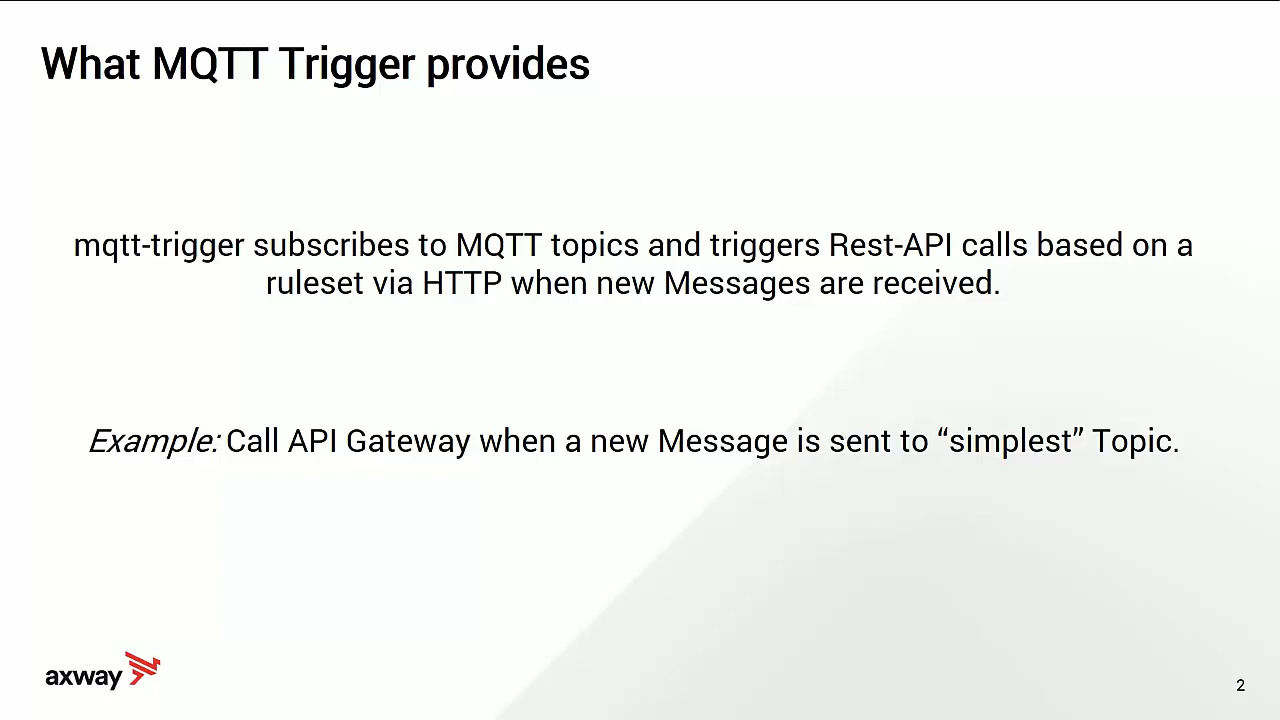 What MQTT Trigger provides
mqtt-trigger subscribes to MQTT topics and triggers Rest-API calls based on a
ruleset via HTTP when new Messages are received.
Example: Call API Gateway when a new Message is sent to “simplest” Topic.
axway
2